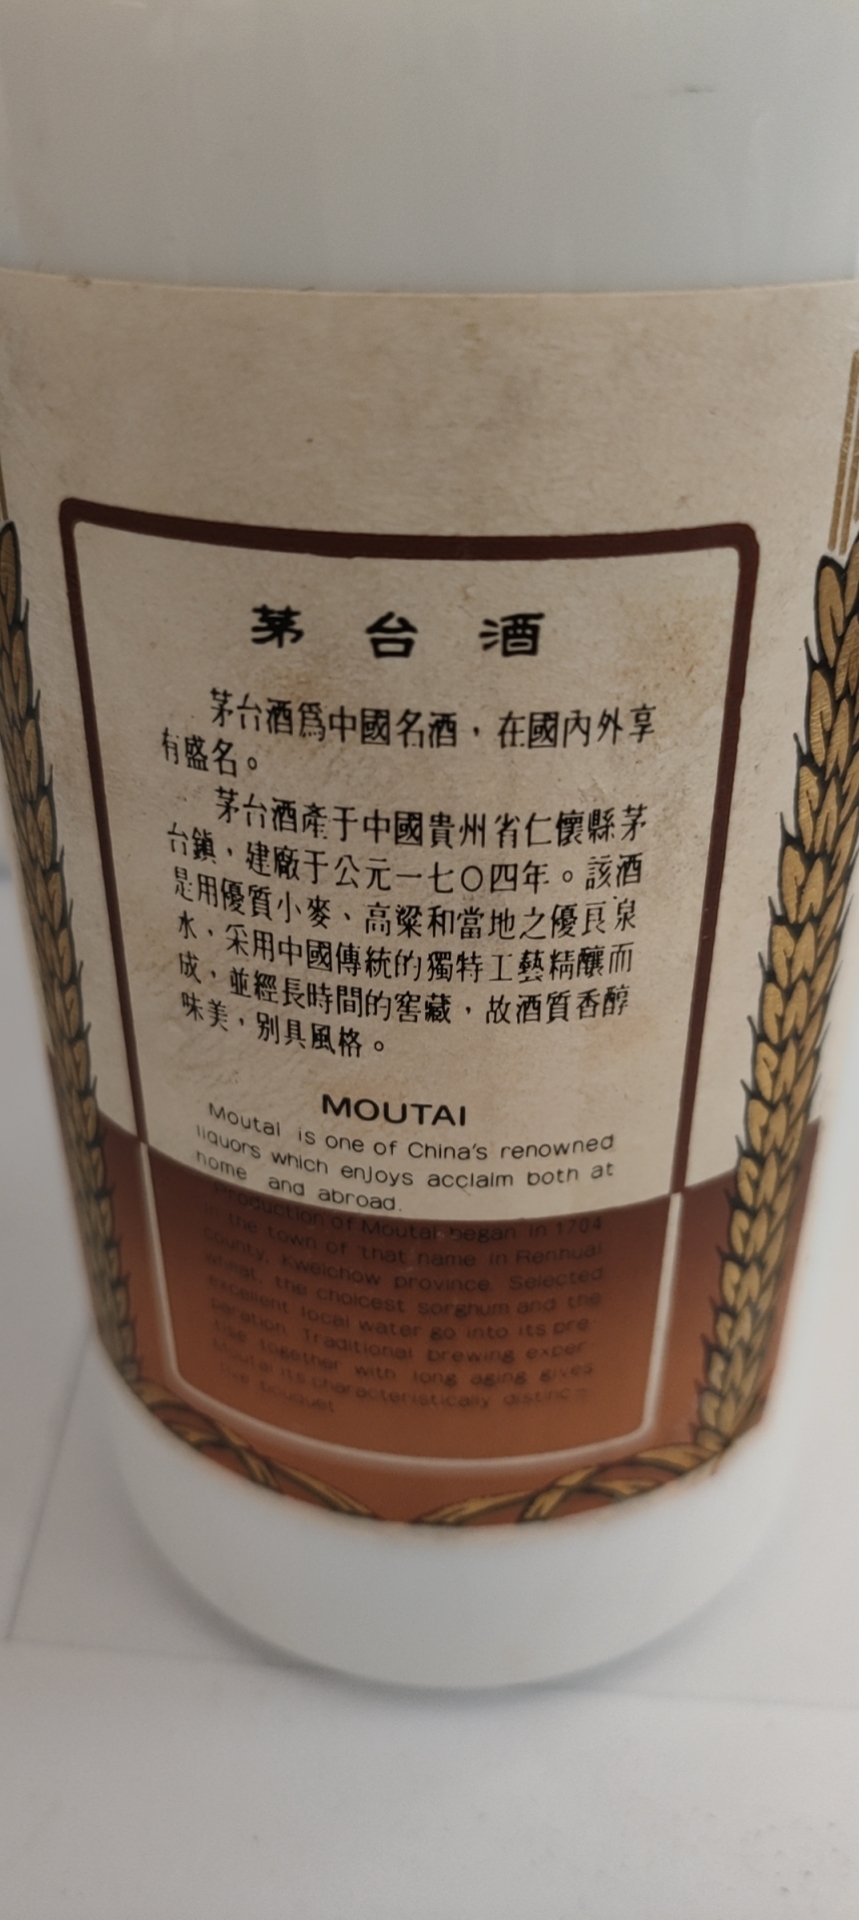 茅台酒
茅台酒爲中國名酒，在國內外享
有盛名。
茅台酒產于中國貴州省仁懷縣茅
台鎮，建廠于公元一七〇四年。該酒
是用優質小麥、高粱和當地之優良泉
水，采用中國傳統的獨特工藝精釀而
成，並經長時間的窖藏，故酒質香醇
味美，别具風格。
MOUTAI
Moutai is one of China's renowned
liquors which enjoys acclaim both at
home and abroad.
Production of Moutai began in 1704
in the town of that name in Renhuai
County, Kweichow province. Selected
wheat, the choicest sorghum and the
excellent local water go into its pre-
paration. Traditional brewing exper-
tise together with long aging gives
Moutai its characteristically distinc-
tive bouquet